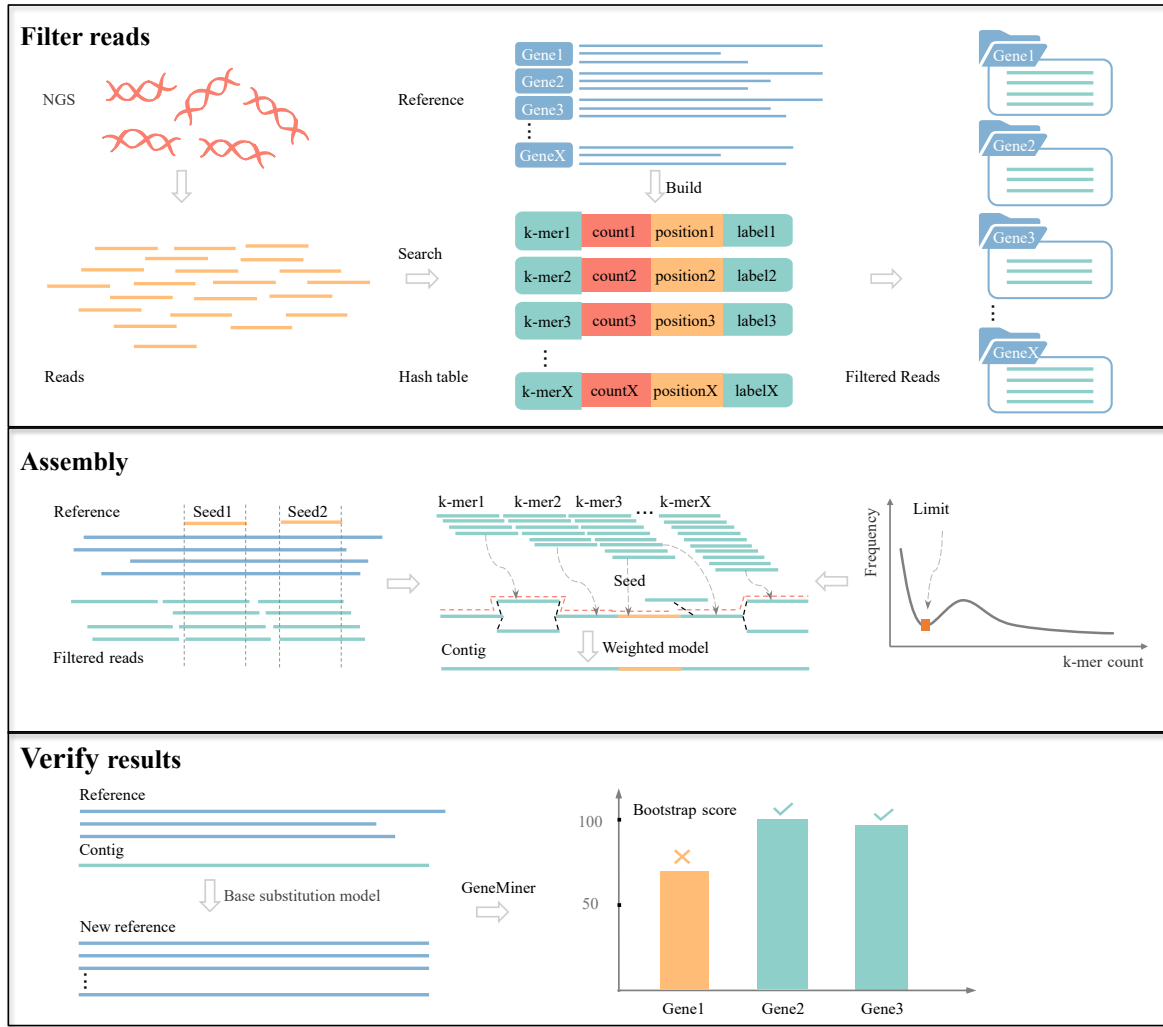 Filter reads
NGS
Reads
Reference
Gene1
Gene2
Gene3
⋮
GeneX
Build
Search
Hash table
k-mer1 count1 position1 label1
k-mer2 count2 position2 label2
k-mer3 count3 position3 label3
⋮
k-merX countX positionX labelX
Filtered Reads
Gene1
Gene2
Gene3
⋮
GeneX
Assembly
Reference
Seed1 Seed2
Filtered reads
k-mer1 k-mer2 k-mer3 ... k-merX
Seed
Contig
Weighted model
Frequency
Limit
k-mer count
Verify results
Reference
Contig
Base substitution model
New reference
⋮
GeneMiner
Bootstrap score
100
50
Gene1 Gene2 Gene3